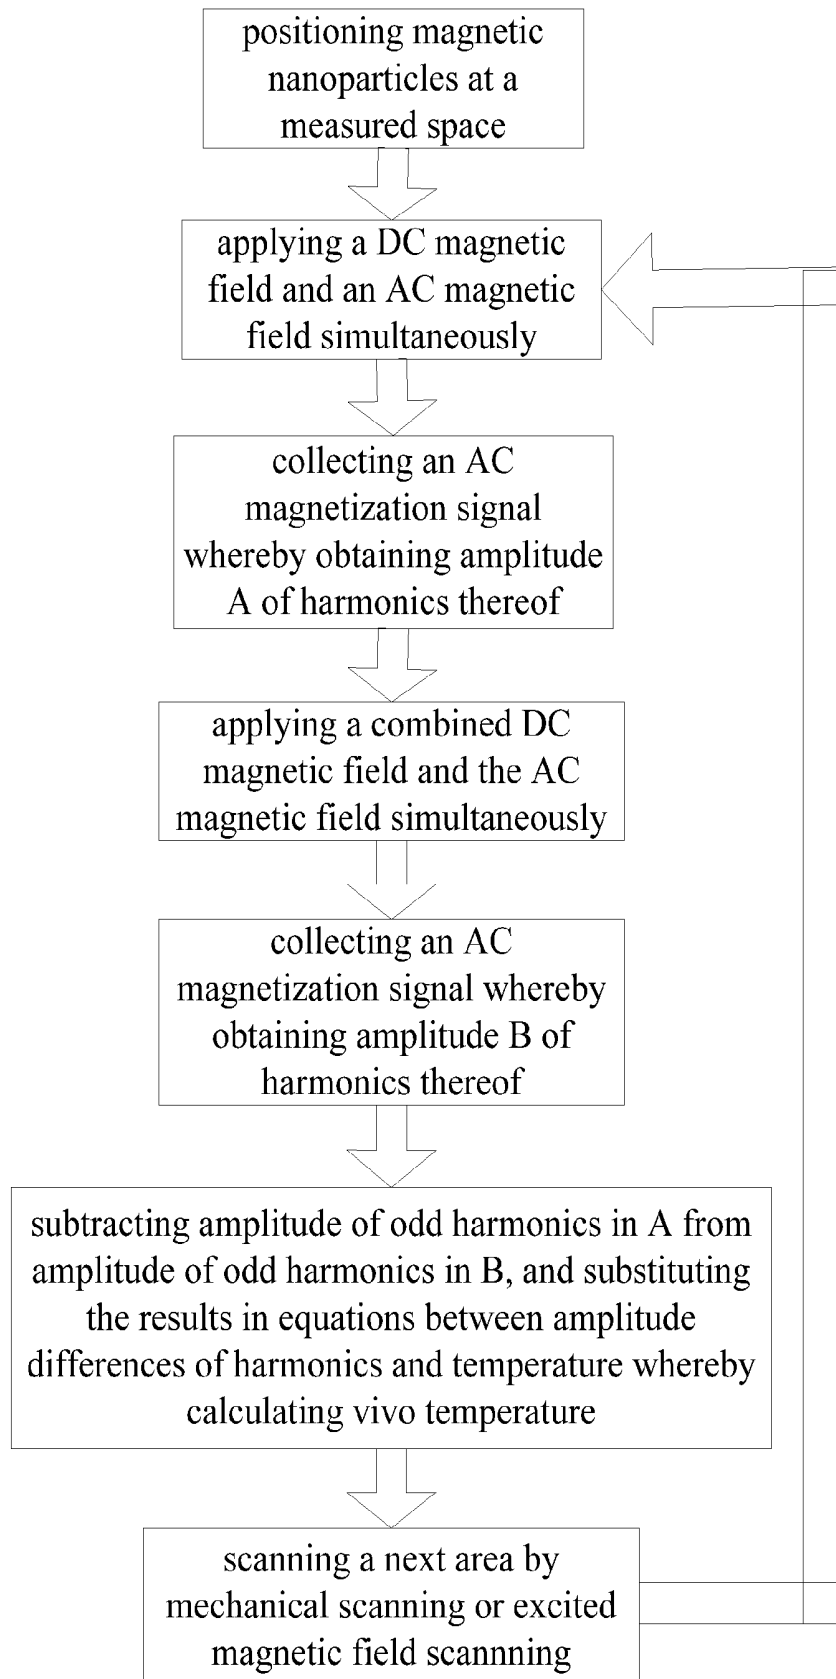 positioning magnetic
nanoparticles at a
measured space
applying a DC magnetic
field and an AC magnetic
field simultaneously
collecting an AC
magnetization signal
whereby obtaining amplitude
A of harmonics thereof
applying a combined DC
magnetic field and the AC
magnetic field simultaneously
collecting an AC
magnetization signal whereby
obtaining amplitude B of
harmonics thereof
subtracting amplitude of odd harmonics in A from
amplitude of odd harmonics in B, and substituting
the results in equations between amplitude
differences of harmonics and temperature whereby
calculating vivo temperature
scanning a next area by
mechanical scanning or excited
magnetic field scannning